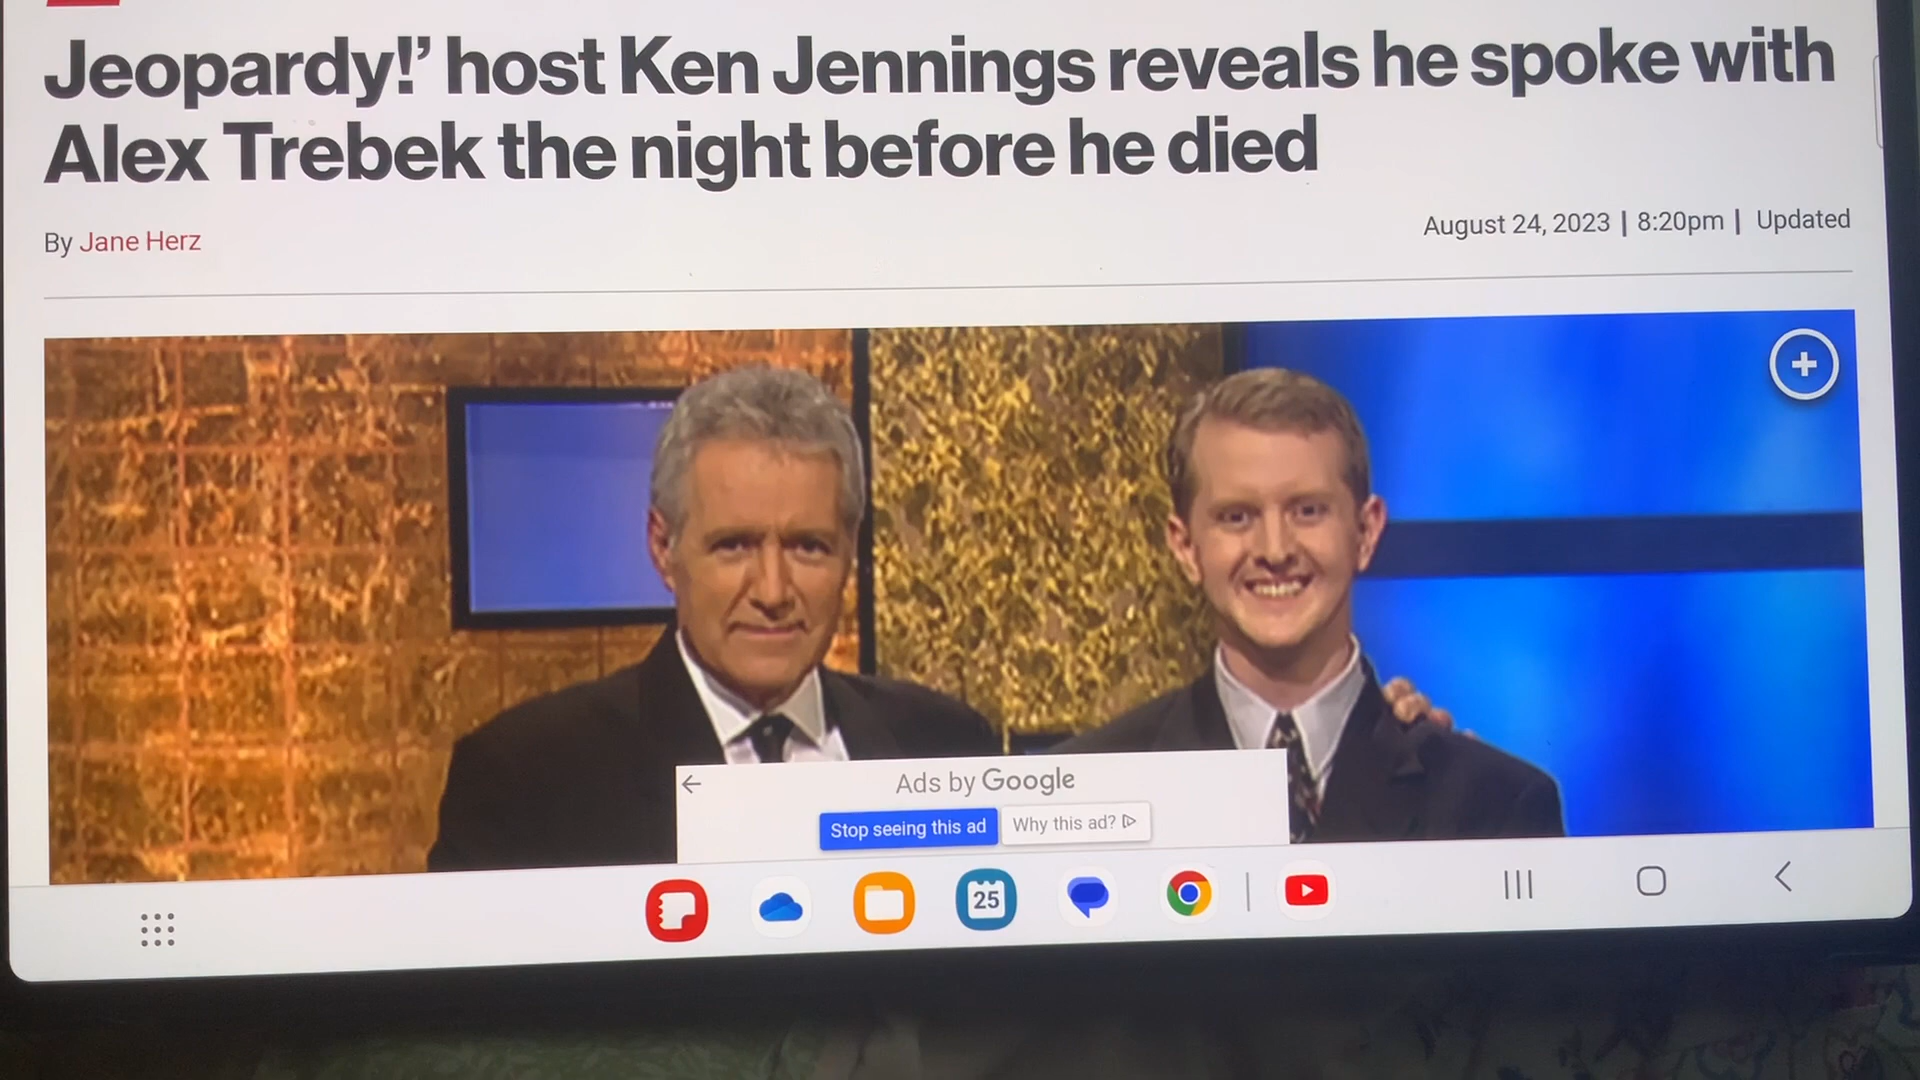 Jeopardy!’ host Ken Jennings reveals he spoke with
Alex Trebek the night before he died
By Jane Herz
August 24, 2023 | 8:20pm | Updated
Ads by Google
Stop seeing this ad
Why this ad?
25